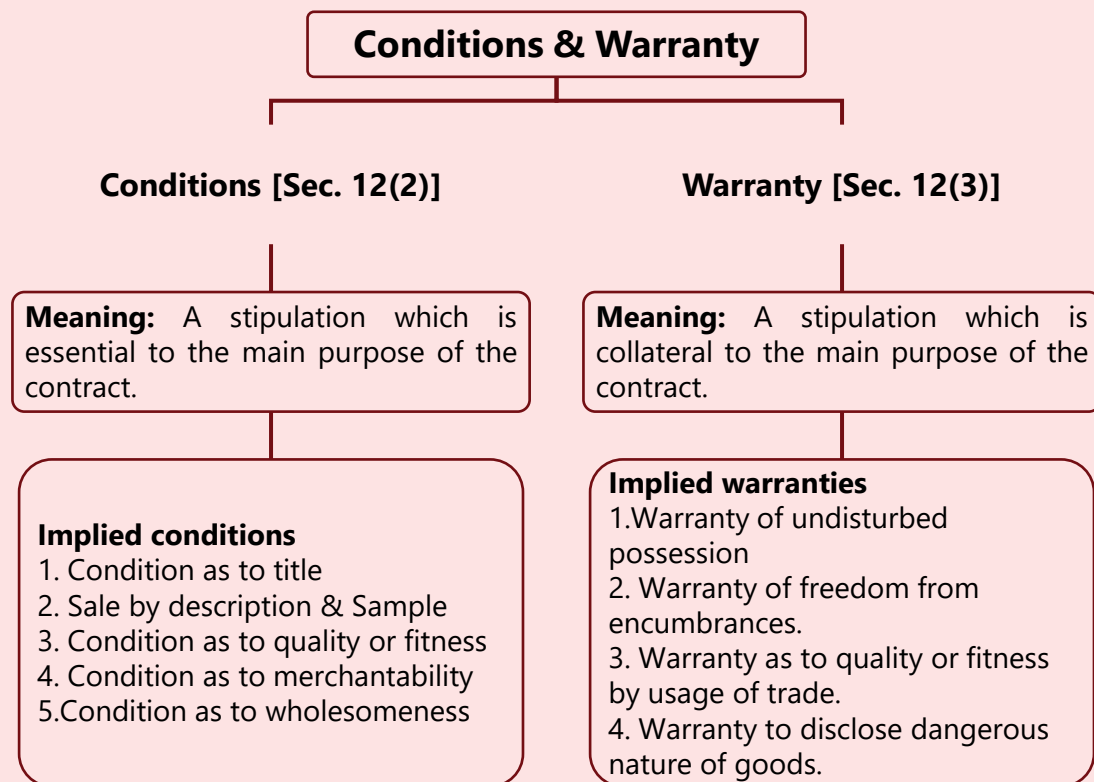 Conditions & Warranty
Conditions [Sec. 12(2)]
Warranty [Sec. 12(3)]
Meaning: A stipulation which is
essential to the main purpose of the
contract.
Meaning: A stipulation which is
collateral to the main purpose of the
contract.
Implied conditions
1. Condition as to title
2. Sale by description & Sample
3. Condition as to quality or fitness
4. Condition as to merchantability
5.Condition as to wholesomeness
Implied warranties
1.Warranty of undisturbed
possession
2. Warranty of freedom from
encumbrances.
3. Warranty as to quality or fitness
by usage of trade.
4. Warranty to disclose dangerous
nature of goods.